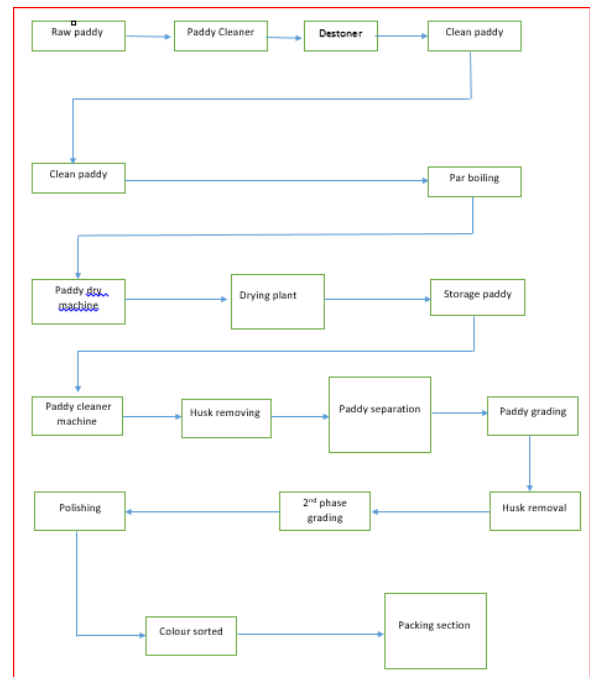 Raw paddy
Paddy Cleaner
Destoner
Clean paddy
Clean paddy
Par boiling
Paddy dry
machine
Drying plant
Storage paddy
Paddy cleaner
machine
Husk removing
Paddy separation
Paddy grading
Polishing
2nd phase
grading
Husk removal
Colour sorted
Packing section